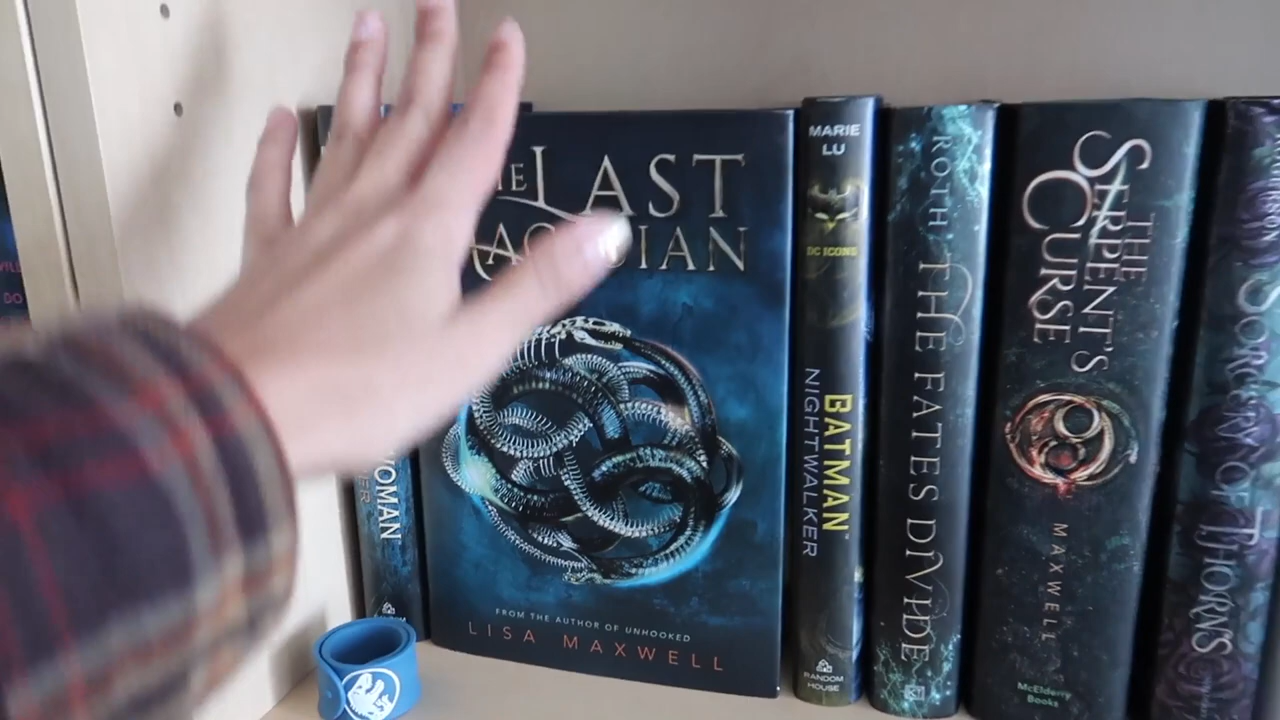 LAST
IAN
FROM THE AUTHOR OF UNHOOKED
LISA MAXWELL
OMAN
MARIE
LU
DC ICONS
BATMAN
NIGHTWALKER
RANDOM
HOUSE
ROTH
THE FATES DIVIDE
THE
SERPENT'S
CURSE
MAXWELL
McElderry
Books
SORCERY OF THORNS